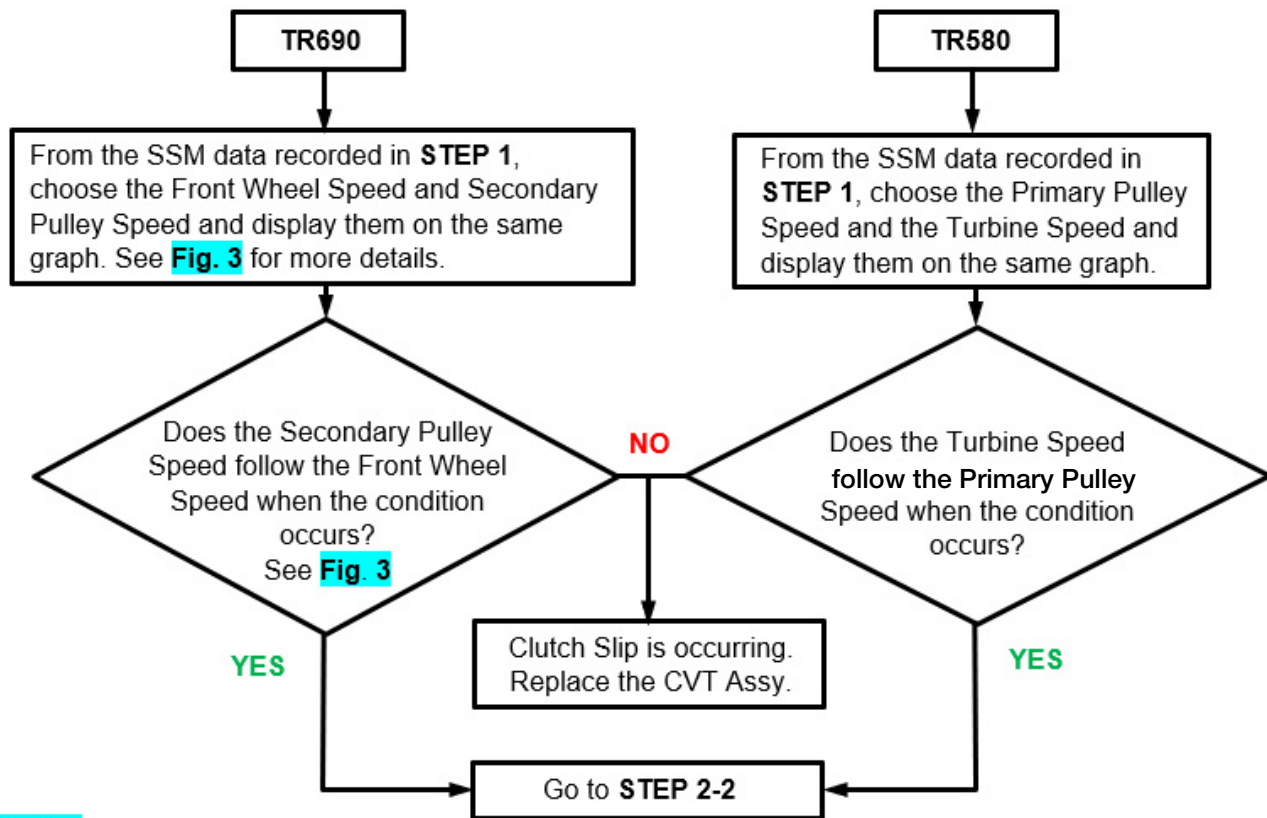 TR690
TR580
From the SSM data recorded in STEP 1,
choose the Front Wheel Speed and Secondary
Pulley Speed and display them on the same
graph. See Fig. 3 for more details.
From the SSM data recorded in
STEP 1, choose the Primary Pulley
Speed and the Turbine Speed and
display them on the same graph.
Does the Secondary Pulley
Speed follow the Front Wheel
Speed when the condition
occurs?
See Fig. 3
NO
Does the Turbine Speed
follow the Primary Pulley
Speed when the condition
occurs?
YES
Clutch Slip is occurring.
Replace the CVT Assy.
YES
Go to STEP 2-2